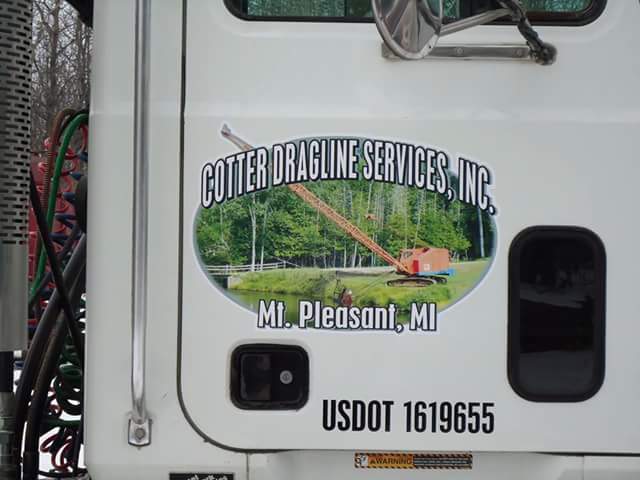 COTTER DRAGLINE SERVICES, INC.
Mt. Pleasant, MI
USDOT 1619655
WARNING